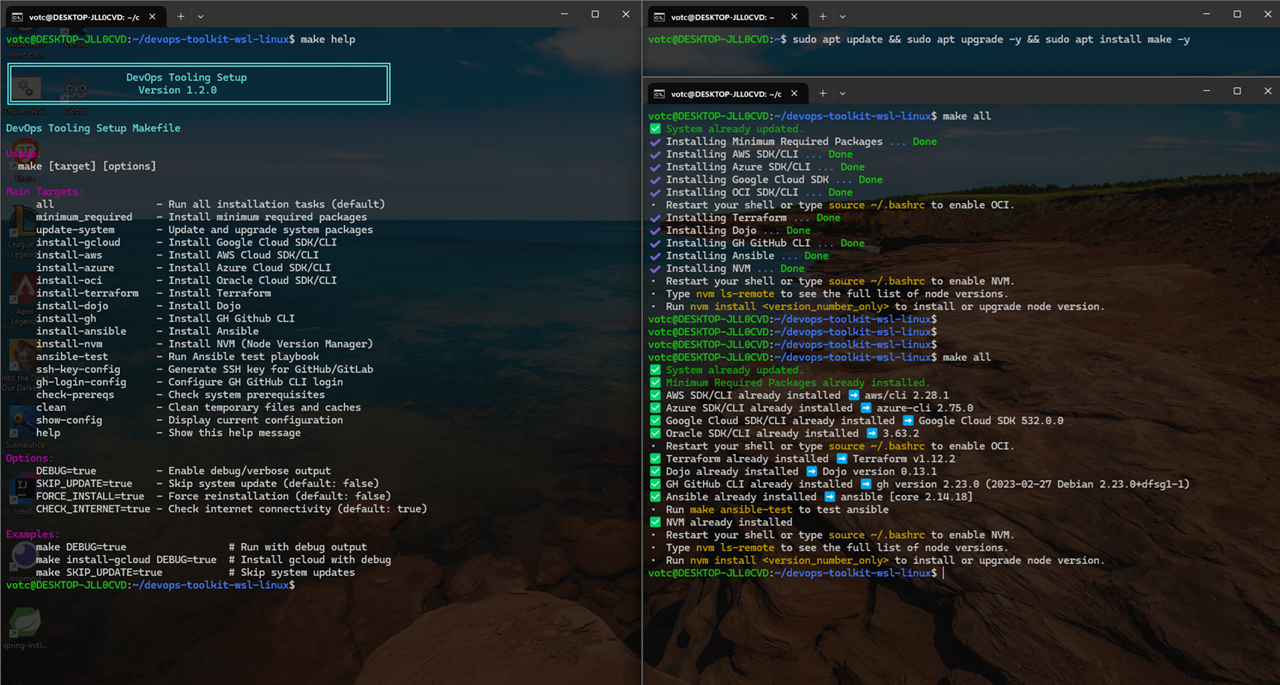 votc@DESKTOP-JLL0CVD: ~/c
votc@DESKTOP-JLL0CVD:~/devops-toolkit-wsl-linux$ make help
DevOps Tooling Setup
Version 1.2.0
DevOps Tooling Setup Makefile
Usage:
make [target] [options]
Main Targets:
all – Run all installation tasks (default)
minimum_required – Install minimum required packages
update-system – Update and upgrade system packages
install-gcloud – Install Google Cloud SDK/CLI
install-aws – Install AWS Cloud SDK/CLI
install-azure – Install Azure Cloud SDK/CLI
install-oci – Install Oracle Cloud SDK/CLI
install-terraform – Install Terraform
install-dojo – Install Dojo
install-gh – Install GH Github CLI
install-ansible – Install Ansible
install-nvm – Install NVM (Node Version Manager)
ansible-test – Run Ansible test playbook
ssh-key-config – Generate SSH key for GitHub/GitLab
gh-login-config – Configure GH GitHub CLI login
check-prereqs – Check system prerequisites
clean – Clean temporary files and caches
show-config – Display current configuration
help – Show this help message
Options:
DEBUG=true – Enable debug/verbose output
SKIP_UPDATE=true – Skip system update (default: false)
FORCE_INSTALL=true – Force reinstallation (default: false)
CHECK_INTERNET=true – Check internet connectivity (default: true)
Examples:
make DEBUG=true # Run with debug output
make install-gcloud DEBUG=true # Install gcloud with debug
make SKIP_UPDATE=true # Skip system updates
votc@DESKTOP-JLL0CVD:~/devops-toolkit-wsl-linux$
spring-initi...
votc@DESKTOP-JLL0CVD: ~
votc@DESKTOP-JLL0CVD:~$ sudo apt update && sudo apt upgrade -y && sudo apt install make -y
votc@DESKTOP-JLL0CVD: ~/c
votc@DESKTOP-JLL0CVD:~/devops-toolkit-wsl-linux$ make all
✅ System already updated.
✔ Installing Minimum Required Packages ... Done
✔ Installing AWS SDK/CLI ... Done
✔ Installing Azure SDK/CLI ... Done
✔ Installing Google Cloud SDK ... Done
✔ Installing OCI SDK/CLI ... Done
· Restart your shell or type source ~/.bashrc to enable OCI.
✔ Installing Terraform ... Done
✔ Installing Dojo ... Done
✔ Installing GH GitHub CLI ... Done
✔ Installing Ansible ... Done
✔ Installing NVM ... Done
· Restart your shell or type source ~/.bashrc to enable NVM.
· Type nvm ls-remote to see the full list of node versions.
· Run nvm install <version_number_only> to install or upgrade node version.
votc@DESKTOP-JLL0CVD:~/devops-toolkit-wsl-linux$
votc@DESKTOP-JLL0CVD:~/devops-toolkit-wsl-linux$
votc@DESKTOP-JLL0CVD:~/devops-toolkit-wsl-linux$
votc@DESKTOP-JLL0CVD:~/devops-toolkit-wsl-linux$ make all
✅ System already updated.
✅ Minimum Required Packages already installed.
✅ AWS SDK/CLI already installed ➡ aws/cli 2.28.1
✅ Azure SDK/CLI already installed ➡ azure-cli 2.75.0
✅ Google Cloud SDK/CLI already installed ➡ Google Cloud SDK 532.0.0
✅ Oracle SDK/CLI already installed ➡ 3.63.2
· Restart your shell or type source ~/.bashrc to enable OCI.
✅ Terraform already installed ➡ Terraform v1.12.2
✅ Dojo already installed ➡ Dojo version 0.13.1
✅ GH GitHub CLI already installed ➡ gh version 2.23.0 (2023-02-27 Debian 2.23.0+dfsg1-1)
✅ Ansible already installed ➡ ansible [core 2.14.18]
· Run make ansible-test to test ansible
✅ NVM already installed
· Restart your shell or type source ~/.bashrc to enable NVM.
· Type nvm ls-remote to see the full list of node versions.
· Run nvm install <version_number_only> to install or upgrade node version.
votc@DESKTOP-JLL0CVD:~/devops-toolkit-wsl-linux$